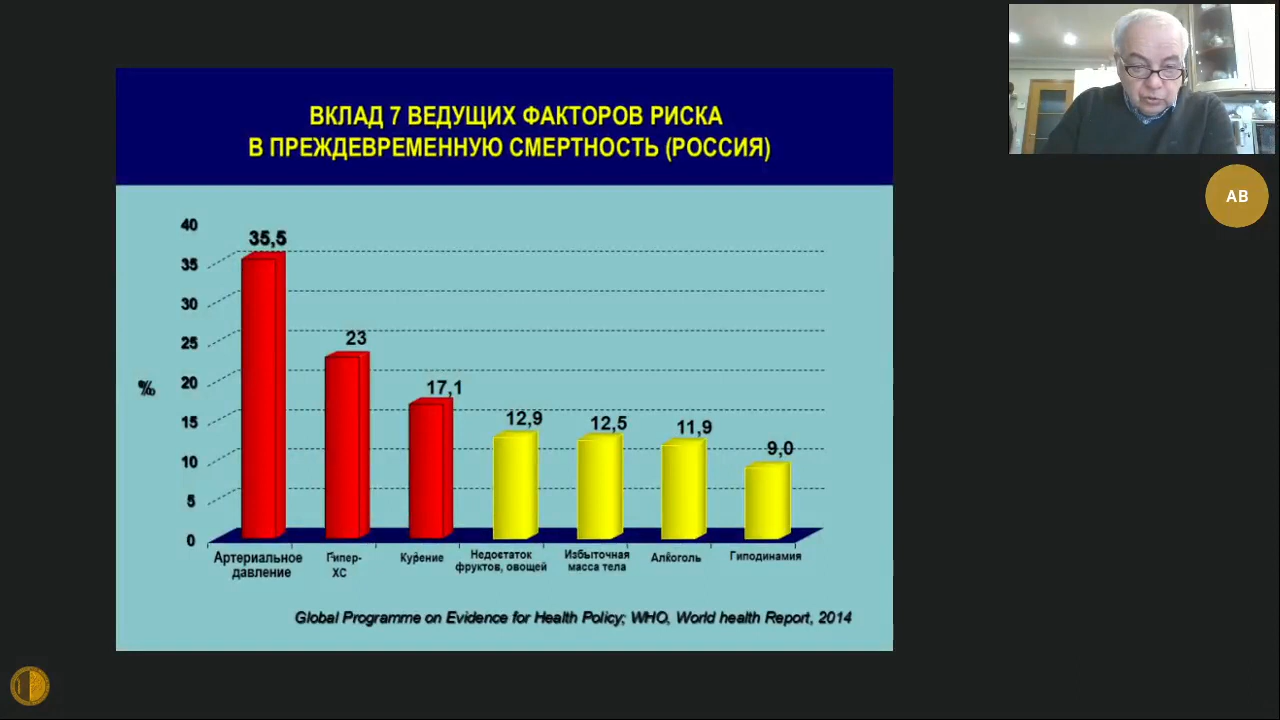 ВКЛАД 7 ВЕДУЩИХ ФАКТОРОВ РИСКА
В ПРЕЖДЕВРЕМЕННУЮ СМЕРТНОСТЬ (РОССИЯ)
AB
40
35
30
25
20
15
10
5
0
%
35,5
23
17,1
12,9
12,5
11,9
9,0
Артериальное
давление
Гипер-
ХС
Курение
Недостаток
фруктов, овощей
Избыточная
масса тела
Алкоголь
Гиподинамия
Global Programme on Evidence for Health Policy; WHO, World health Report, 2014